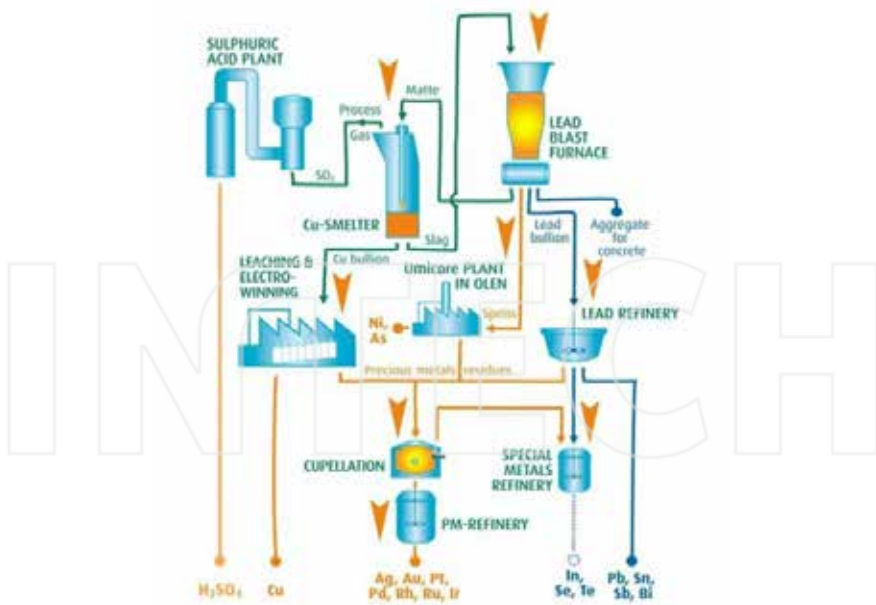 SULPHURIC
ACID PLANT
Process
Gas
SO₂
Matte
LEAD
BLAST
FURNACE
Cu-SMELTER
Slag
Cu bullion
Lead
bullion
Aggregate
for
concrete
LEACHING &
ELECTRO-
WINNING
Umicore PLANT
IN OLEN
Speiss
Ni,
As
LEAD REFINERY
Precious metals residues
CUPELLATION
SPECIAL
METALS
REFINERY
PM-REFINERY
H₂SO₄
Cu
Ag, Au, Pt,
Pd, Rh, Ru, Ir
In,
Se, Te
Pb, Sn,
Sb, Bi
INTECH